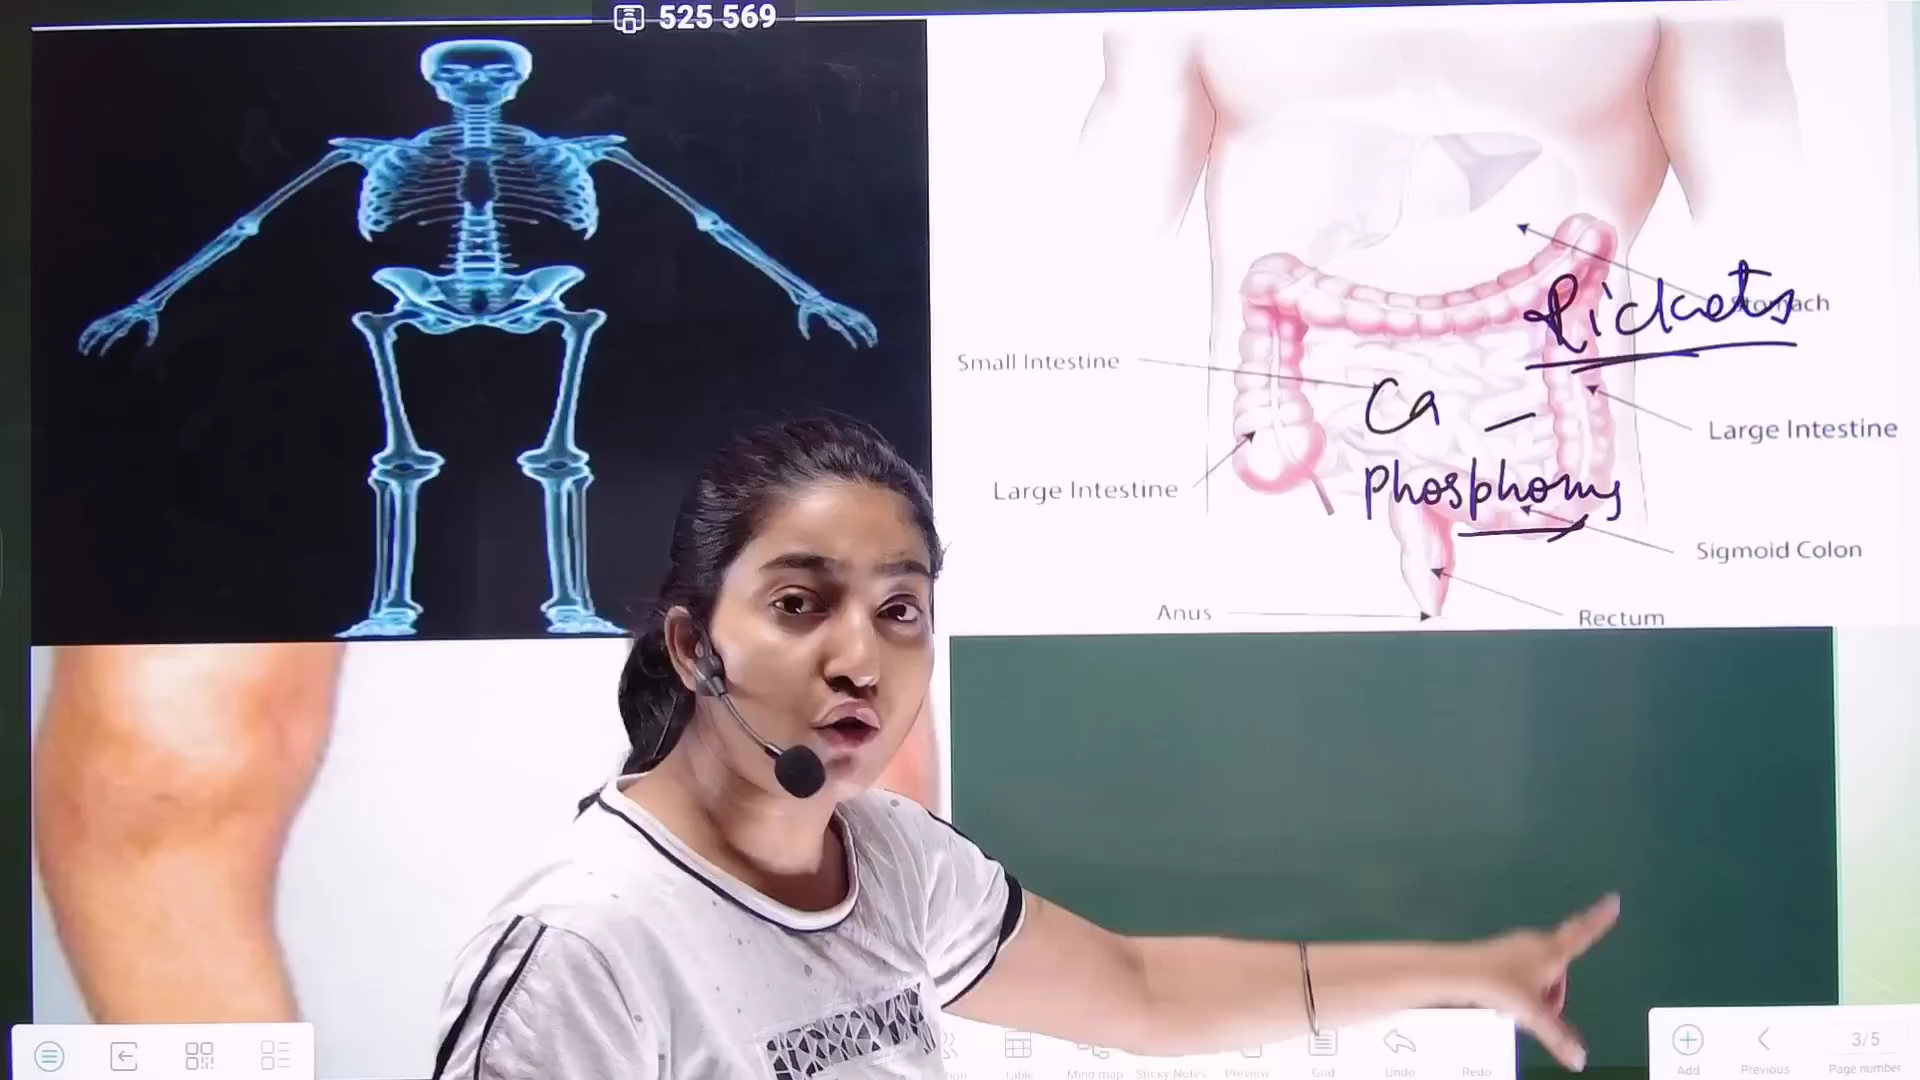 525 569
Stomach
Rickets
Small Intestine
Ca –
Large Intestine
Large Intestine
Phosphorus
Sigmoid Colon
Anus
Rectum
Table
Mind map
Sticky Notes
Preview
Grid
Undo
Redo
Add
Previous
3/5
Page number